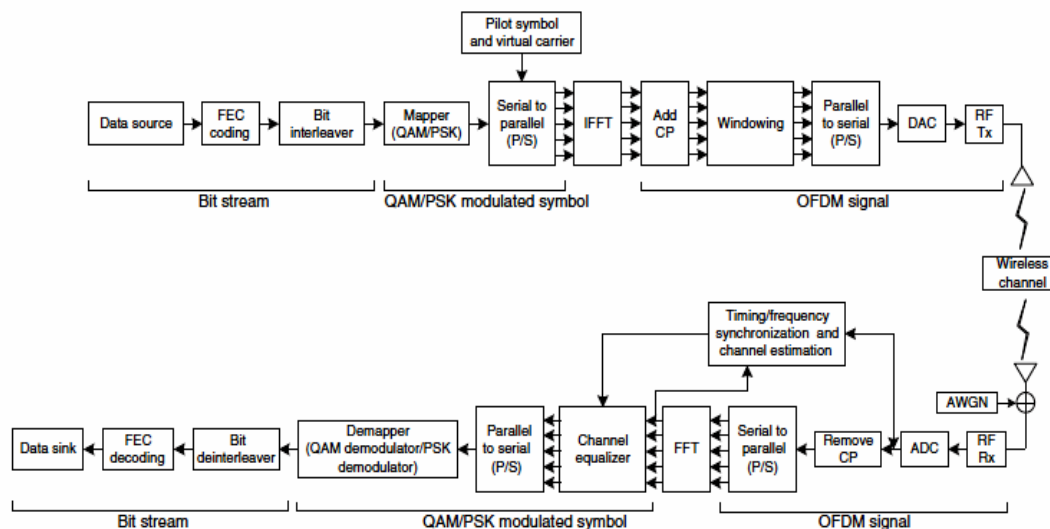 Pilot symbol
and virtual carrier
Data source
FEC
coding
Bit
interleaver
Mapper
(QAM/PSK)
Serial to
parallel
(P/S)
IFFT
Add
CP
Windowing
Parallel
to serial
(P/S)
DAC
RF
Tx
Bit stream
QAM/PSK modulated symbol
OFDM signal
Wireless
channel
Timing/frequency
synchronization and
channel estimation
AWGN
Data sink
FEC
decoding
Bit
deinterleaver
Demapper
(QAM demodulator/PSK
demodulator)
Parallel
to serial
(P/S)
Channel
equalizer
FFT
Serial to
parallel
(P/S)
Remove
CP
ADC
RF
Rx
Bit stream
QAM/PSK modulated symbol
OFDM signal